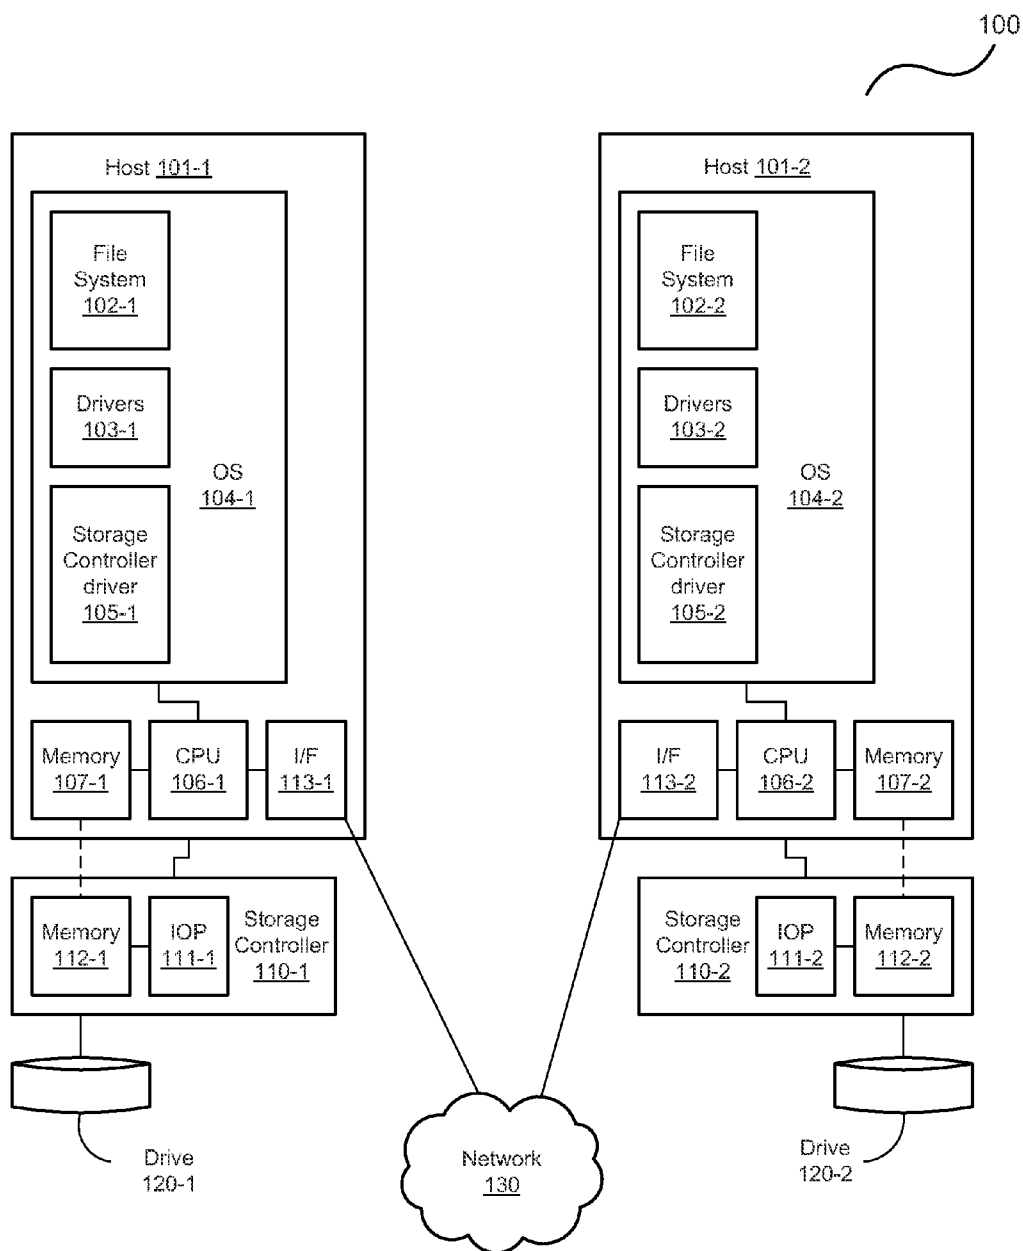 100
Host 101-1
File
System
102-1
Drivers
103-1
OS
104-1
Storage
Controller
driver
105-1
Memory
107-1
CPU
106-1
I/F
113-1
Memory
112-1
IOP
111-1
Storage
Controller
110-1
Drive
120-1
Host 101-2
File
System
102-2
Drivers
103-2
OS
104-2
Storage
Controller
driver
105-2
I/F
113-2
CPU
106-2
Memory
107-2
Storage
Controller
110-2
IOP
111-2
Memory
112-2
Drive
120-2
Network
130